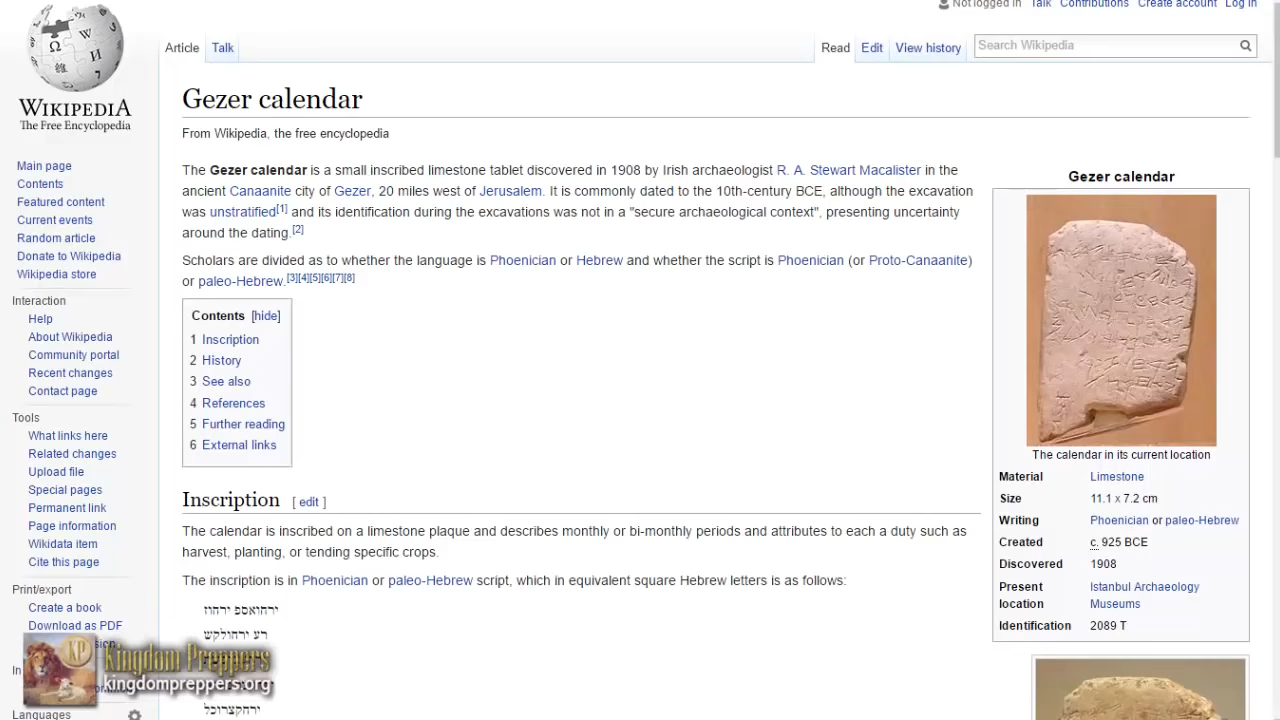 Not logged in Talk Contributions Create account Log in
Article Talk Read Edit View history Search Wikipedia
WIKIPEDIA
The Free Encyclopedia
Main page
Contents
Featured content
Current events
Random article
Donate to Wikipedia
Wikipedia store
Interaction
Help
About Wikipedia
Community portal
Recent changes
Contact page
Tools
What links here
Related changes
Upload file
Special pages
Permanent link
Page information
Wikidata item
Cite this page
Print/export
Create a book
Download as PDF
Languages
Gezer calendar
From Wikipedia, the free encyclopedia
The Gezer calendar is a small inscribed limestone tablet discovered in 1908 by Irish archaeologist R. A. Stewart Macalister in the
ancient Canaanite city of Gezer, 20 miles west of Jerusalem. It is commonly dated to the 10th-century BCE, although the excavation
was unstratified[1] and its identification during the excavations was not in a "secure archaeological context", presenting uncertainty
around the dating.[2]
Scholars are divided as to whether the language is Phoenician or Hebrew and whether the script is Phoenician (or Proto-Canaanite)
or paleo-Hebrew.[3][4][5][6][7][8]
Contents [hide]
1 Inscription
2 History
3 See also
4 References
5 Further reading
6 External links
Inscription [ edit ]
The calendar is inscribed on a limestone plaque and describes monthly or bi-monthly periods and attributes to each a duty such as
harvest, planting, or tending specific crops.
The inscription is in Phoenician or paleo-Hebrew script, which in equivalent square Hebrew letters is as follows:
ירחואספ ירחוז
רע ירחולקש
ירחקצרוכל
Gezer calendar
The calendar in its current location
Material Limestone
Size 11.1 x 7.2 cm
Writing Phoenician or paleo-Hebrew
Created c. 925 BCE
Discovered 1908
Present location Istanbul Archaeology Museums
Identification 2089 T
KP
Kingdom Preppers
kingdompreppers.org